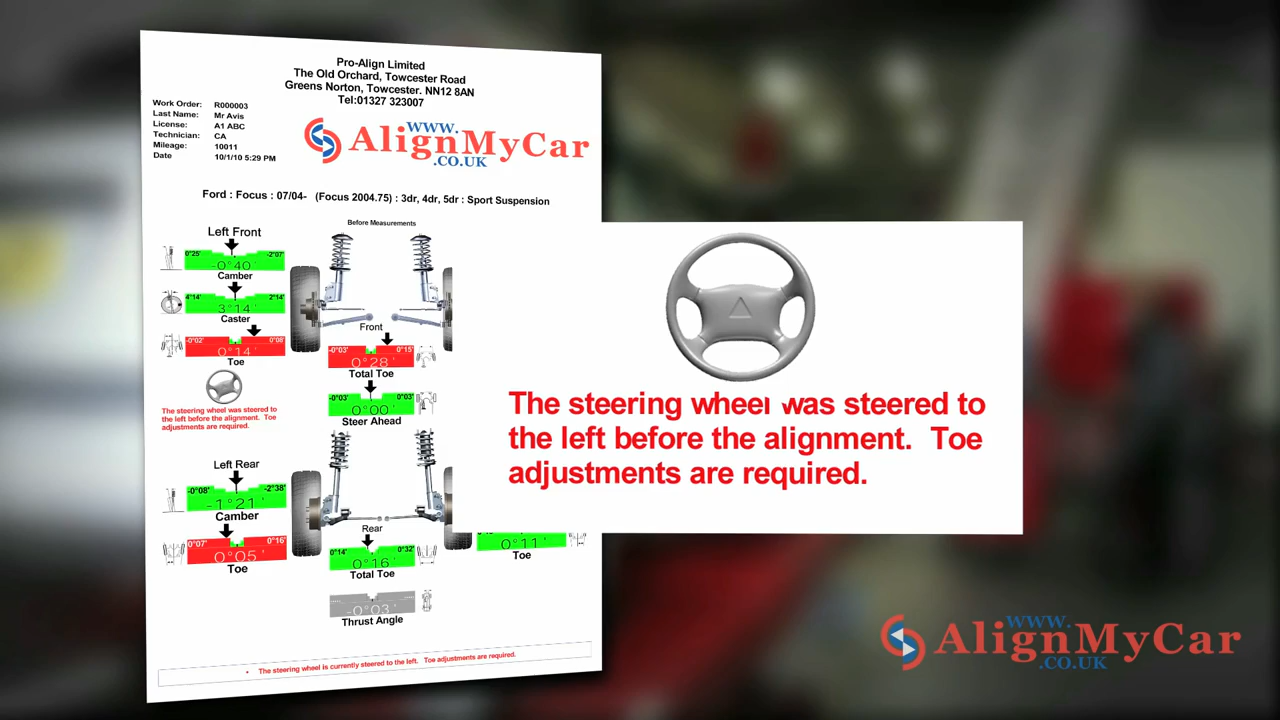 Pro-Align Limited
The Old Orchard, Towcester Road
Greens Norton, Towcester. NN12 8AN
Tel:01327 323007
Work Order: R000003
Last Name: Mr Avis
License: A1 ABC
Technician: CA
Mileage: 10011
Date 10/1/10 5:29 PM
WWW.
AlignMyCar
.CO.UK
Ford : Focus : 07/04- (Focus 2004.75) : 3dr, 4dr, 5dr : Sport Suspension
Before Measurements
Left Front
0°25' -2°07'
-0°40'
Camber
4°14' 2°14'
3°14'
Caster
-0°02' 0°08'
0°14'
Toe
Front
-0°03' 0°15'
0°28'
Total Toe
-0°03' 0°03'
0°00'
Steer Ahead
The steering wheel was steered to
the left before the alignment. Toe
adjustments are required.
Left Rear
-0°08' -2°38'
-1°21'
Camber
0°07' 0°16'
0°05'
Toe
Rear
0°14' 0°32'
0°16'
Total Toe
0°11'
Toe
-0°03'
Thrust Angle
• The steering wheel is currently steered to the left. Toe adjustments are required.
The steering wheel was steered to
the left before the alignment. Toe
adjustments are required.
WWW.
AlignMyCar
.CO.UK